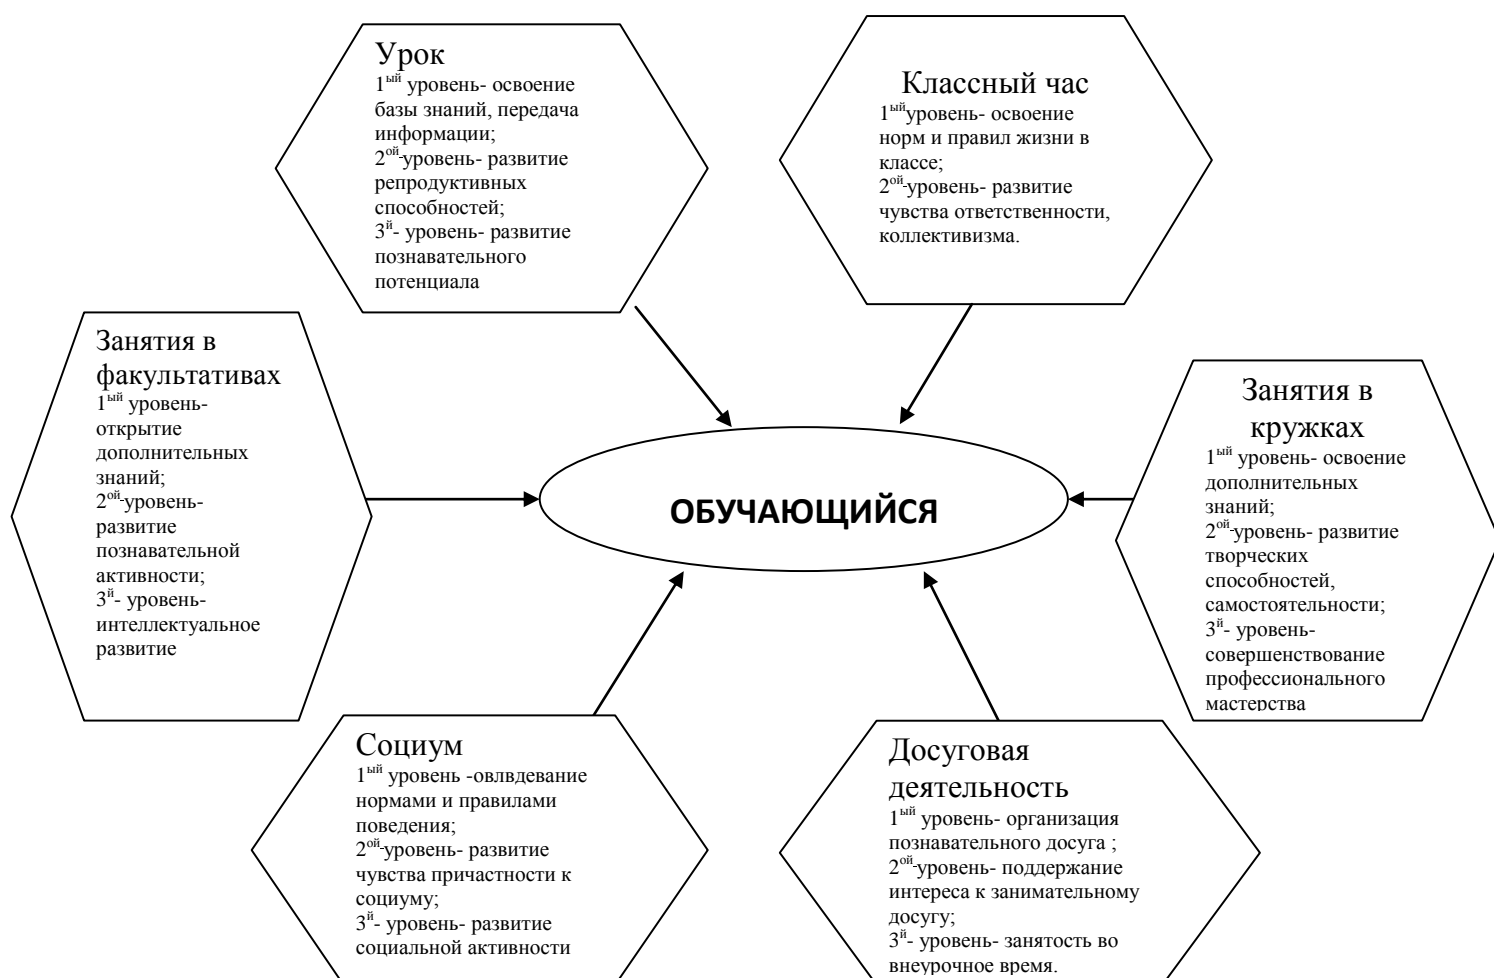 Урок
1ый уровень- освоение
базы знаний, передача
информации;
2ой-уровень- развитие
репродуктивных
способностей;
3й- уровень- развитие
познавательного
потенциала
Классный час
1ыйуровень- освоение
норм и правил жизни в
классе;
2ой-уровень- развитие
чувства ответственности,
коллективизма.
Занятия в
факультативах
1ый уровень-
открытие
дополнительных
знаний;
2ой-уровень-
развитие
познавательной
активности;
3й- уровень-
интеллектуальное
развитие
ОБУЧАЮЩИЙСЯ
Занятия в
кружках
1ый уровень- освоение
дополнительных
знаний;
2ой-уровень- развитие
творческих
способностей,
самостоятельности;
3й- уровень-
совершенствование
профессионального
мастерства
Социум
1ый уровень -овлвдевание
нормами и правилами
поведения;
2ой-уровень- развитие
чувства причастности к
социуму;
3й- уровень- развитие
социальной активности
Досуговая
деятельность
1ый уровень- организация
познавательного досуга ;
2ой-уровень- поддержание
интереса к занимательному
досугу;
3й- уровень- занятость во
внеурочное время.